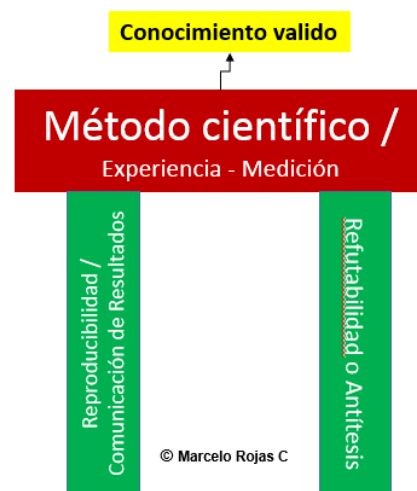 Conocimiento valido
Método científico /
Experiencia - Medición
Reproducibilidad /
Comunicación de Resultados
Refutabilidad o Antítesis
© Marcelo Rojas C